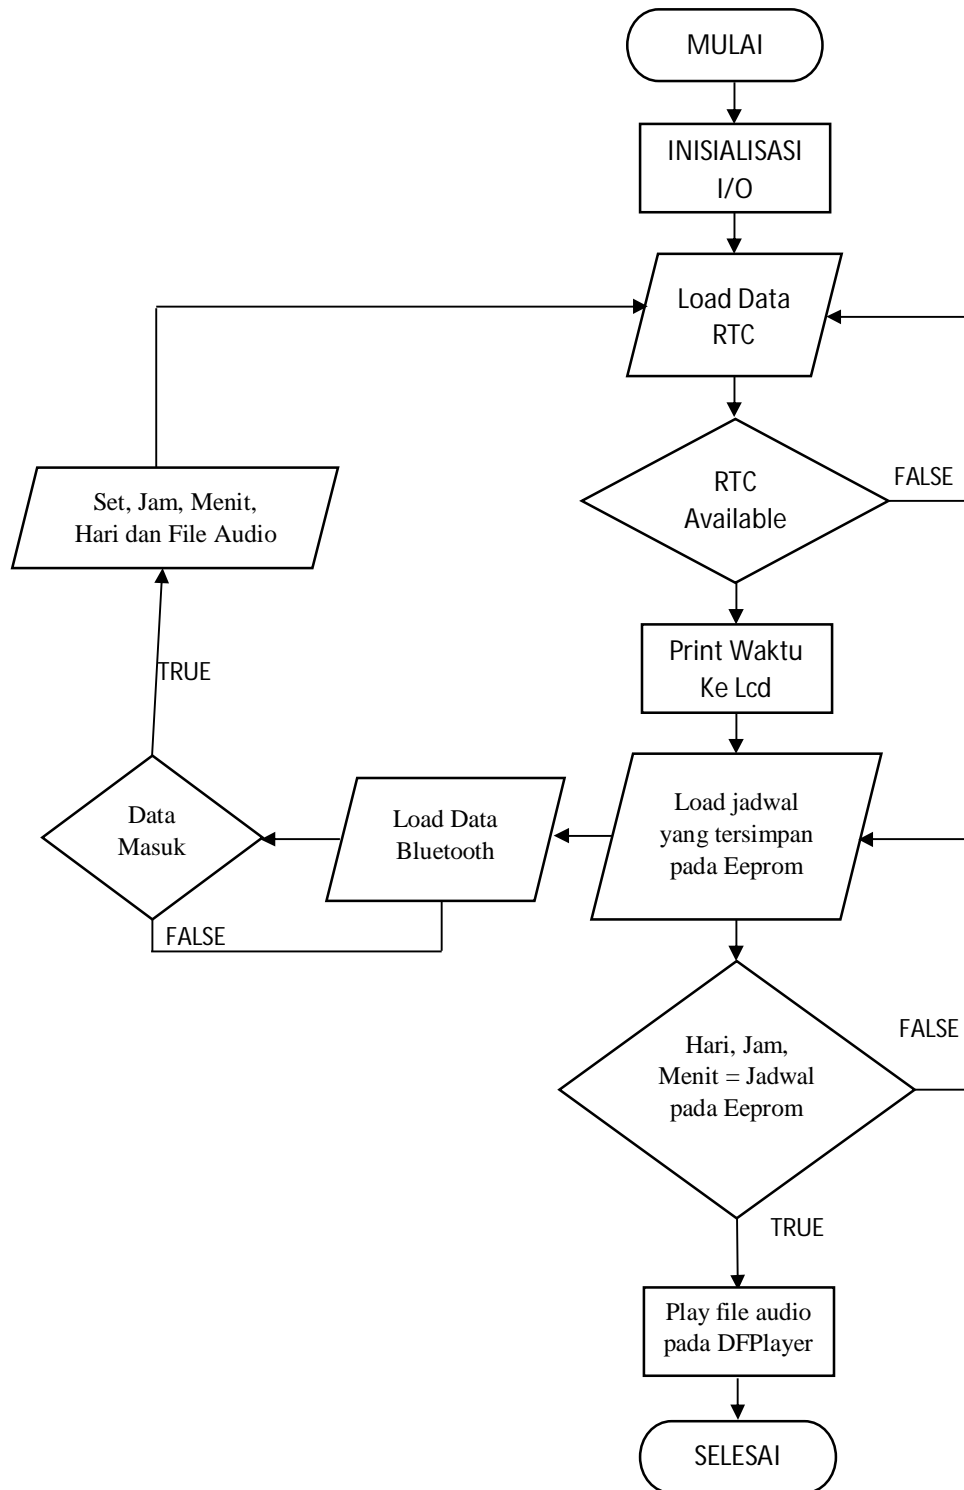 MULAI
INISIALISASI
I/O
Load Data
RTC
RTC
Available
FALSE
Set, Jam, Menit,
Hari dan File Audio
TRUE
Print Waktu
Ke Lcd
Data
Masuk
FALSE
Load Data
Bluetooth
Load jadwal
yang tersimpan
pada Eeprom
Hari, Jam,
Menit = Jadwal
pada Eeprom
FALSE
TRUE
Play file audio
pada DFPlayer
SELESAI